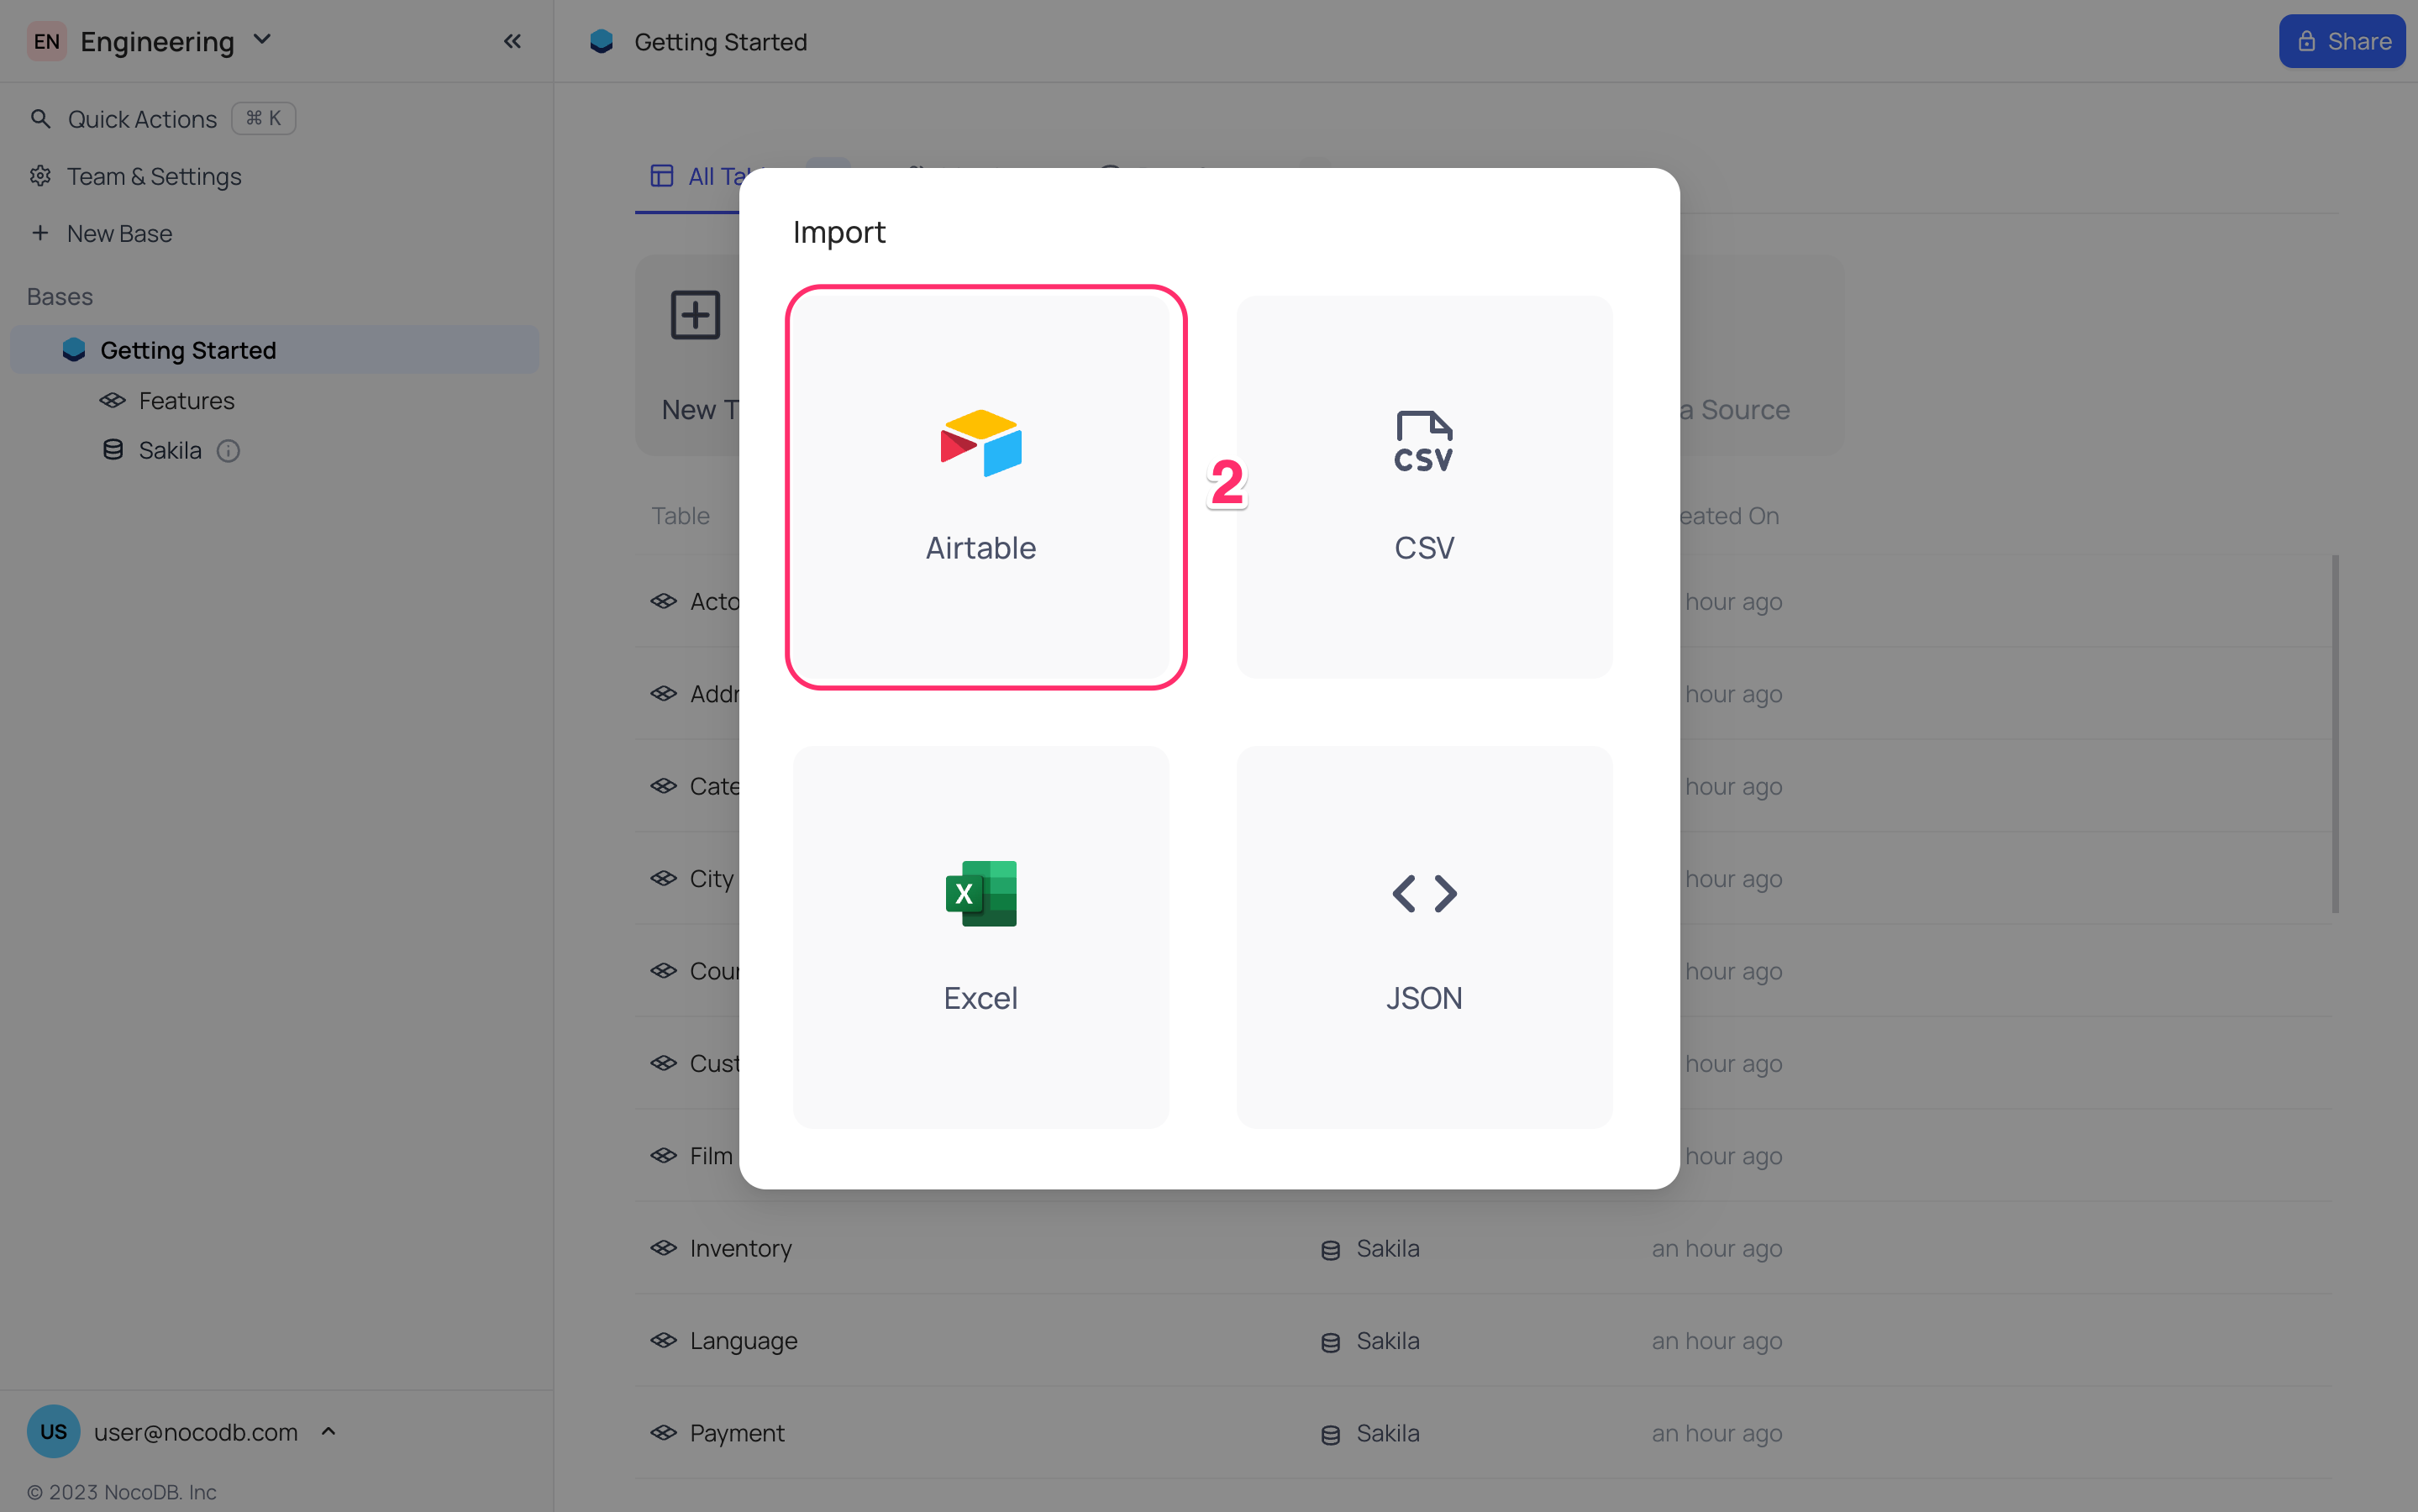 EN Engineering
Getting Started
Share
Quick Actions ⌘ K
Team & Settings
New Base
Bases
Getting Started
Features
Sakila
All Ta
Import
New T
a Source
Airtable
2
CSV
CSV
Table
eated On
Acto
hour ago
Addr
hour ago
Cate
hour ago
City
hour ago
Cour
hour ago
Cust
hour ago
Film
hour ago
X
Excel
JSON
Inventory Sakila an hour ago
Language Sakila an hour ago
Payment Sakila an hour ago
US user@nocodb.com
© 2023 NocoDB. Inc